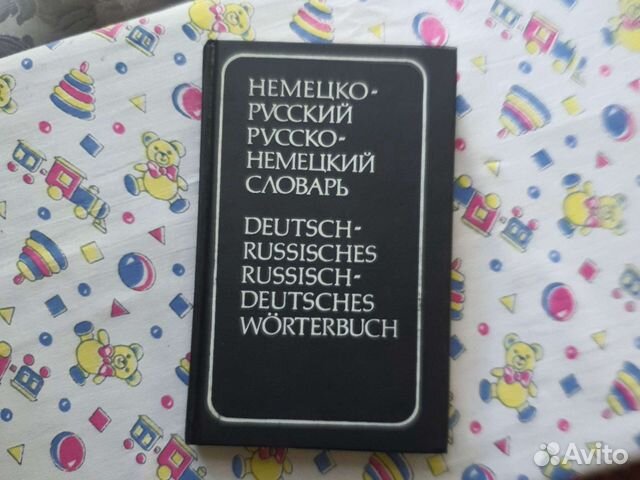 НЕМЕЦКО-
РУССКИЙ
РУССКО-
НЕМЕЦКИЙ
СЛОВАРЬ
DEUTSCH-
RUSSISCHES
RUSSISCH-
DEUTSCHES
WÖRTERBUCH
Avito